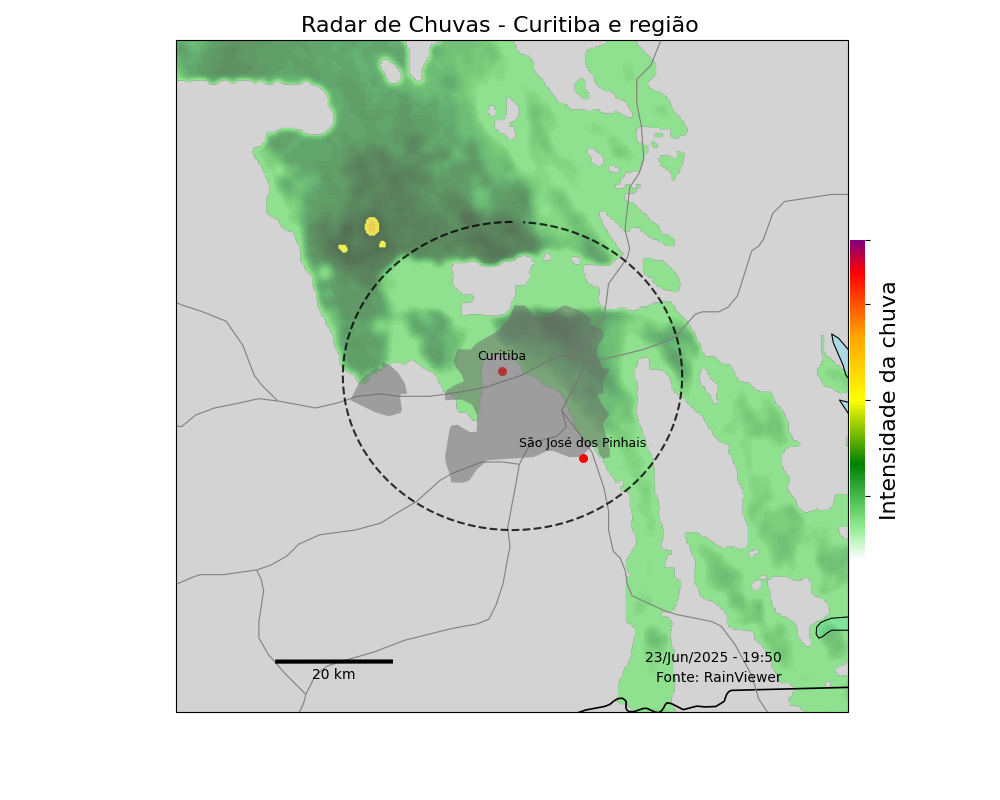 Radar de Chuvas - Curitiba e região
Intensidade da chuva
Curitiba
São José dos Pinhais
23/Jun/2025 - 19:50
20 km
Fonte: RainViewer